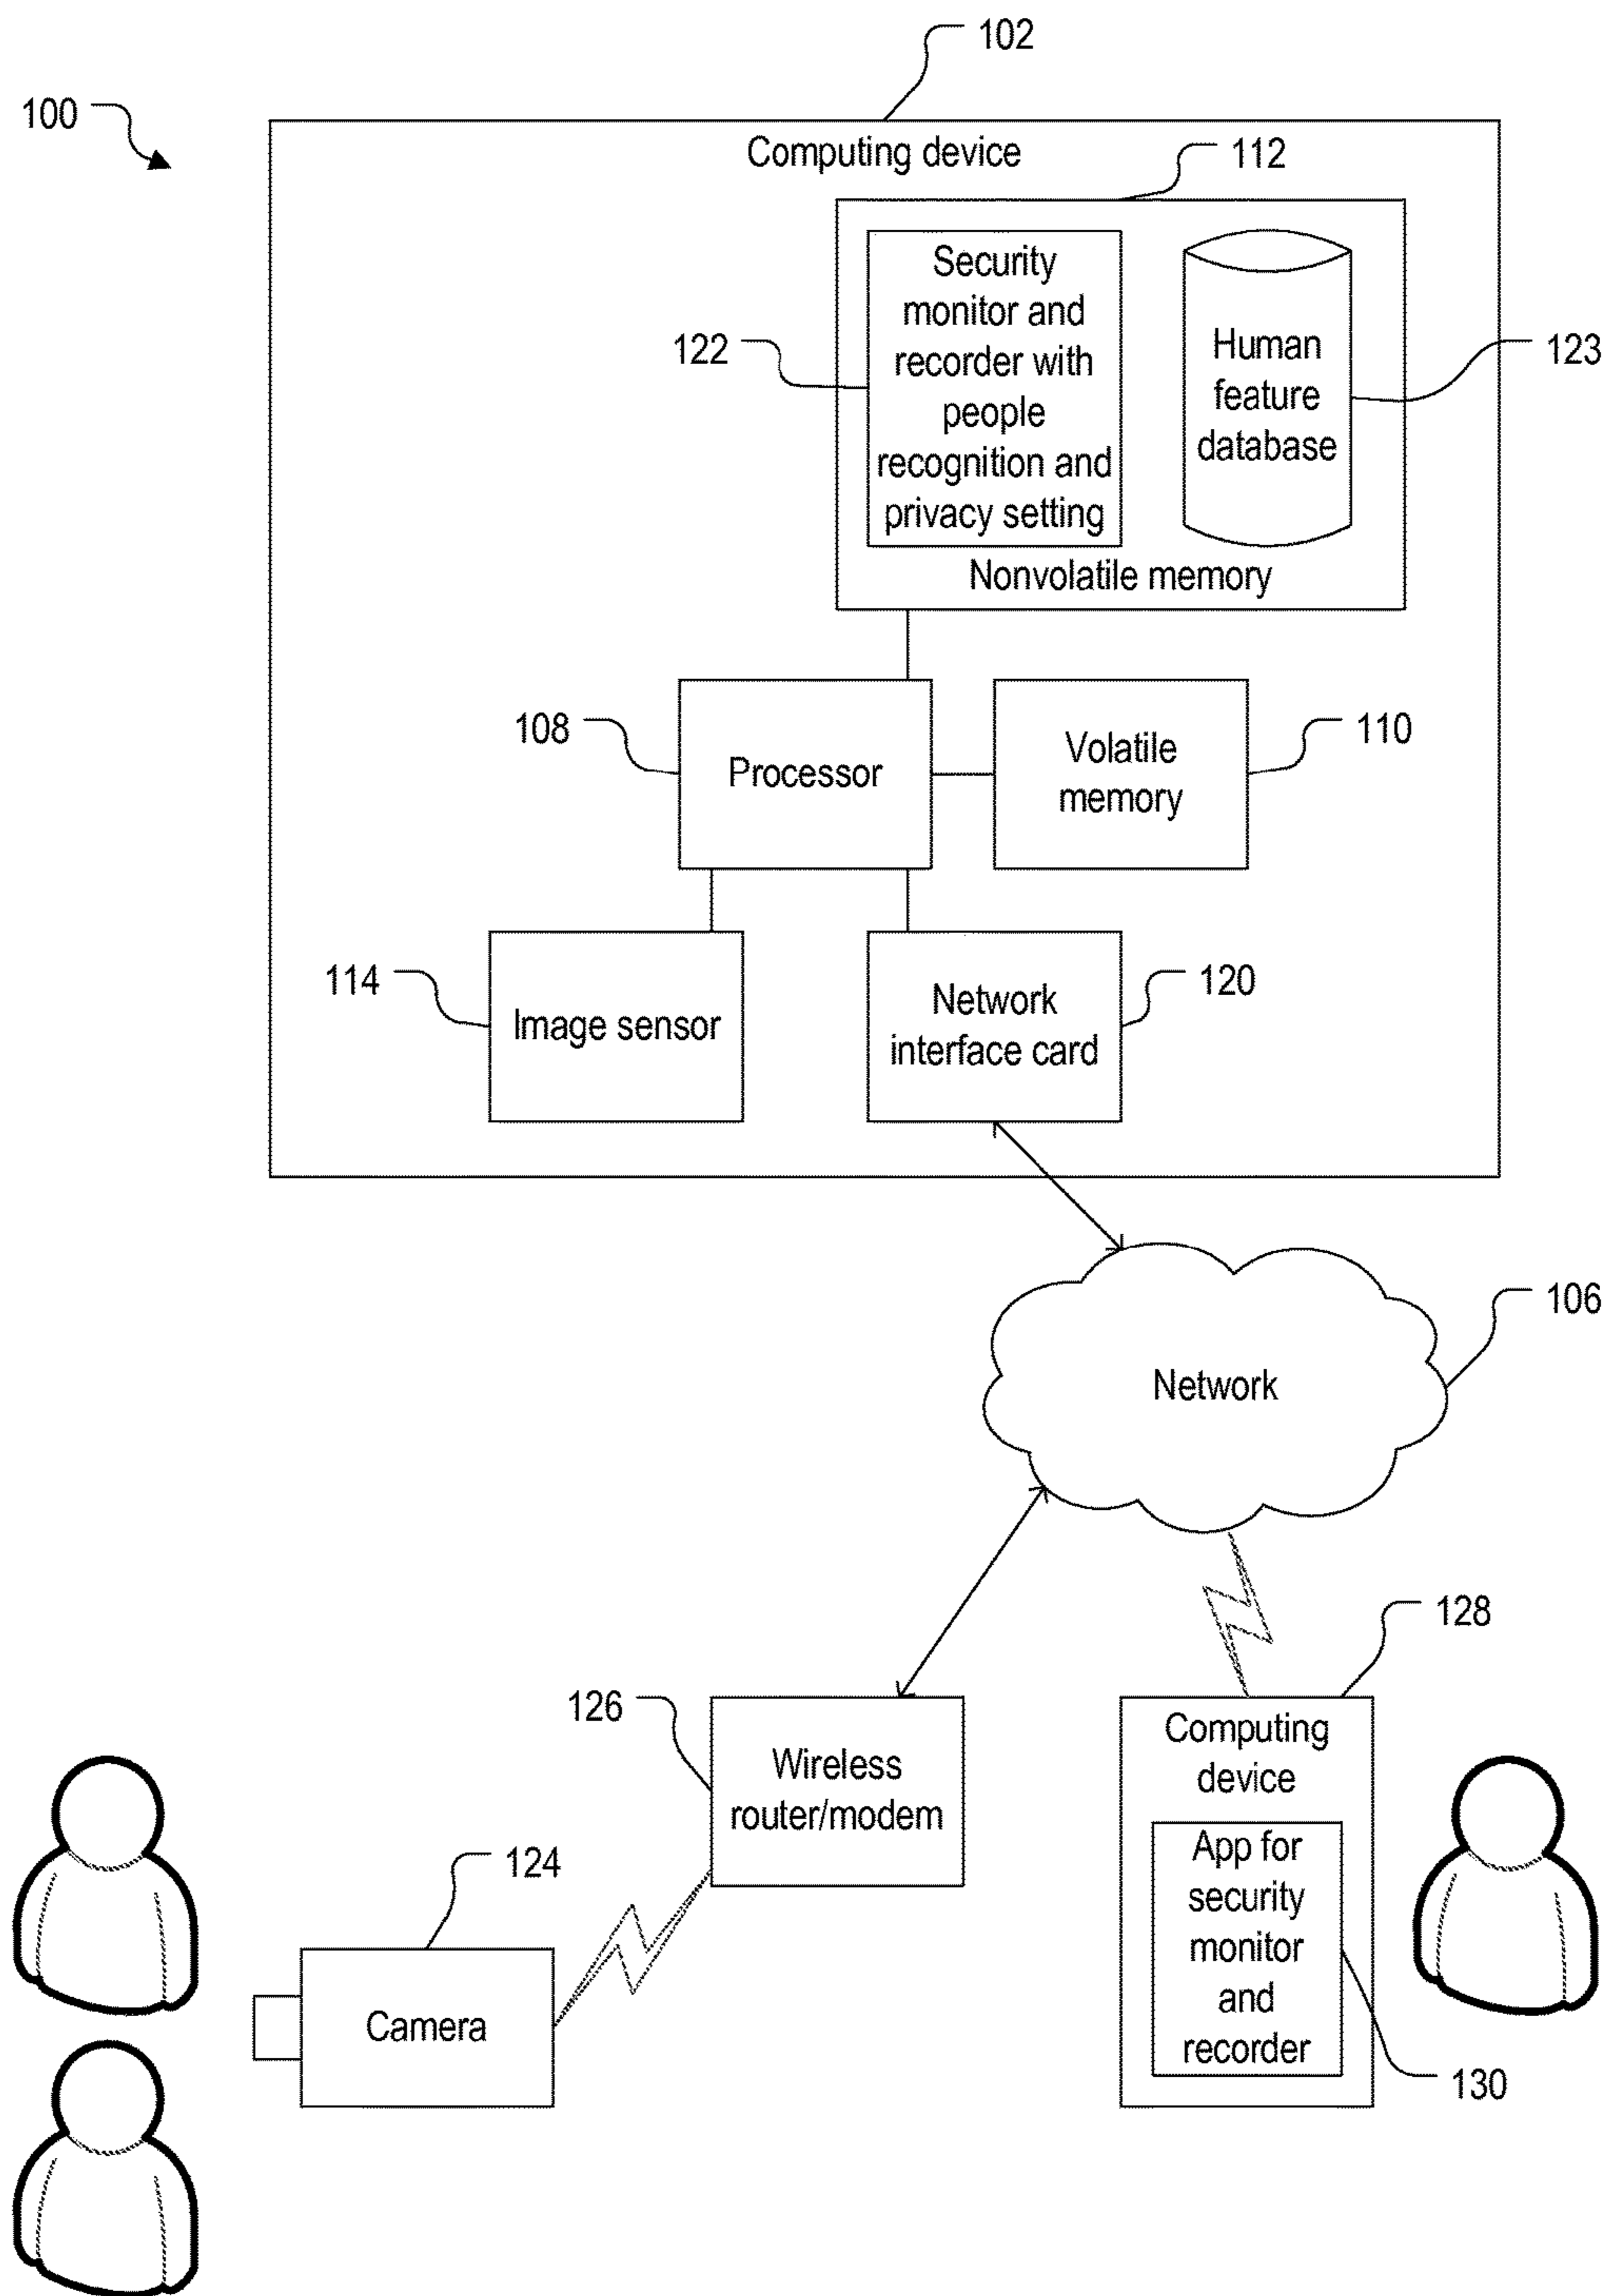 102
100
Computing device
112
Security
monitor and
recorder with
people
recognition and
privacy setting
122
Human
feature
database
123
Nonvolatile memory
108
Processor
Volatile
memory
110
114
Image sensor
Network
interface card
120
106
Network
128
126
Wireless
router/modem
Computing
device
124
Camera
App for
security
monitor
and
recorder
130